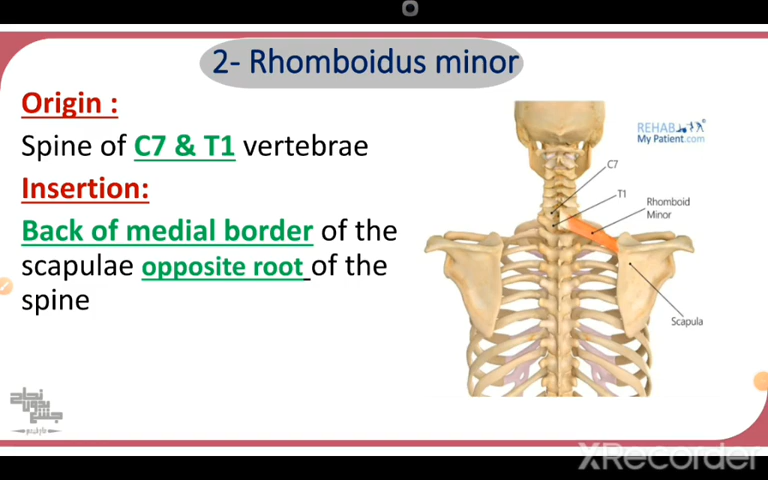 2- Rhomboidus minor
Origin :
Spine of C7 & T1 vertebrae
Insertion:
Back of medial border of the
scapulae opposite root of the
spine
REHAB
My Patient.com
C7
T1
Rhomboid
Minor
Scapula
XRecorder